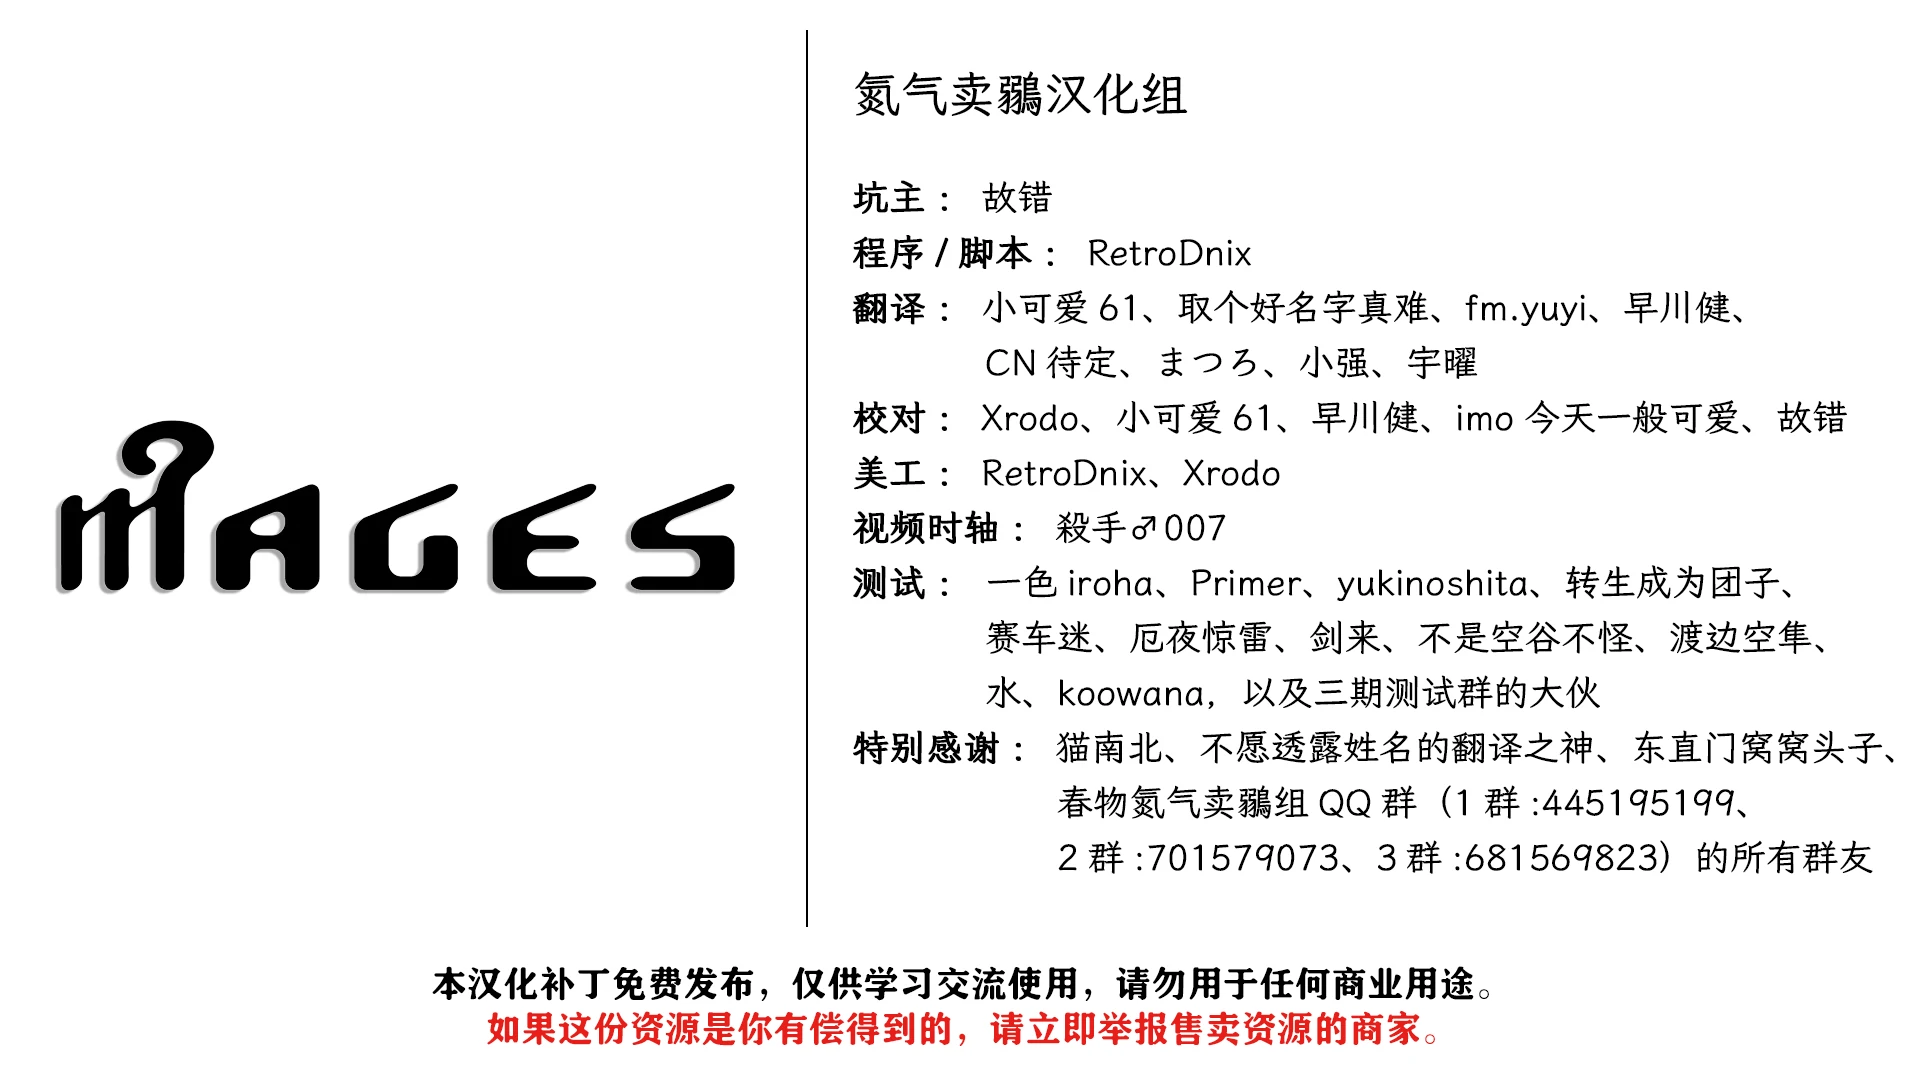 MAGES
氮气卖鶸汉化组
坑主： 故错
程序 / 脚本： RetroDnix
翻译： 小可爱 61、取个好名字真难、fm.yuyi、早川健、
CN 待定、まつろ、小强、宇曜
校对： Xrodo、小可爱 61、早川健、imo 今天一般可爱、故错
美工： RetroDnix、Xrodo
视频时轴： 殺手♂007
测试： 一色 iroha、Primer、yukinoshita、转生成为团子、
赛车迷、厄夜惊雷、剑来、不是空谷不怪、渡边空隼、
水、koowana，以及三期测试群的大伙
特别感谢： 猫南北、不愿透露姓名的翻译之神、东直门窝窝头子、
春物氮气卖鶸组 QQ 群（1 群 :445195199、
2 群 :701579073、3 群 :681569823）的所有群友
本汉化补丁免费发布，仅供学习交流使用，请勿用于任何商业用途。
如果这份资源是你有偿得到的，请立即举报售卖资源的商家。